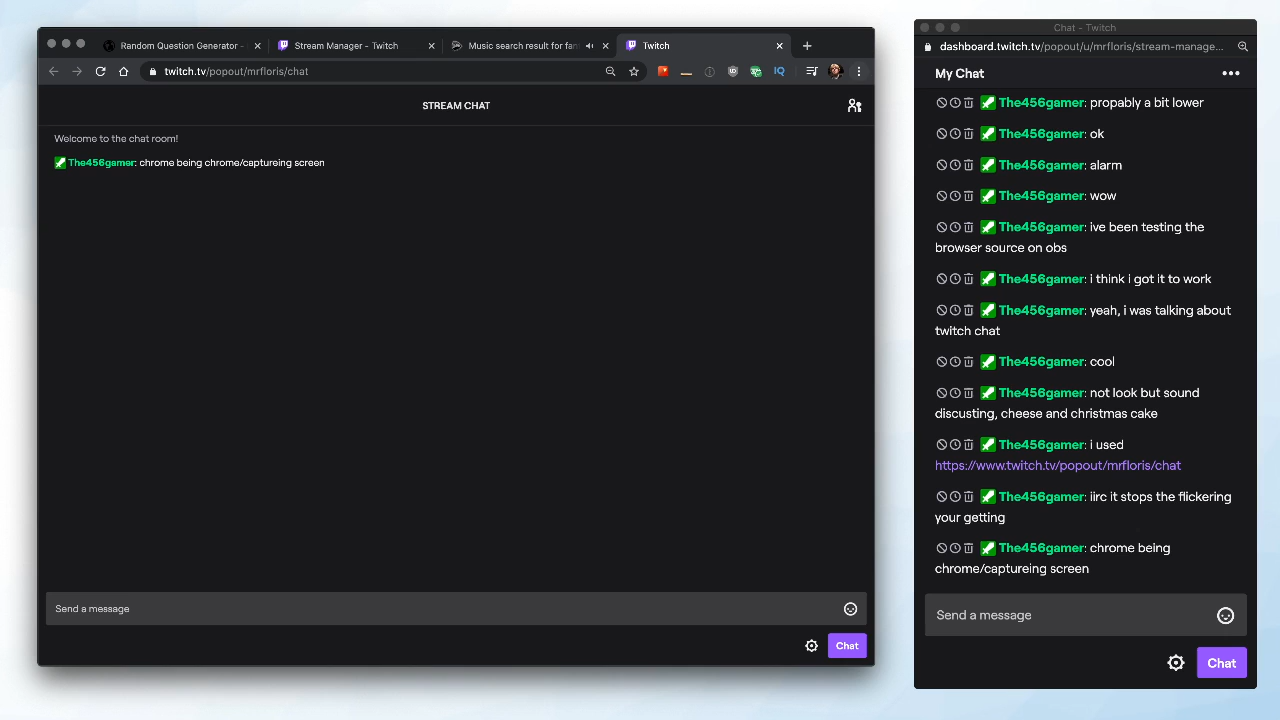 Random Question Generator -
Stream Manager - Twitch
Music search result for fan
Twitch
twitch.tv/popout/mrfloris/chat
STREAM CHAT
Welcome to the chat room!
The456gamer: chrome being chrome/captureing screen
Send a message
Chat
Chat - Twitch
dashboard.twitch.tv/popout/u/mrfloris/stream-manage...
My Chat
The456gamer: propably a bit lower
The456gamer: ok
The456gamer: alarm
The456gamer: wow
The456gamer: ive been testing the
browser source on obs
The456gamer: i think i got it to work
The456gamer: yeah, i was talking about
twitch chat
The456gamer: cool
The456gamer: not look but sound
discusting, cheese and christmas cake
The456gamer: i used
https://www.twitch.tv/popout/mrfloris/chat
The456gamer: iirc it stops the flickering
your getting
The456gamer: chrome being
chrome/captureing screen
Send a message
Chat